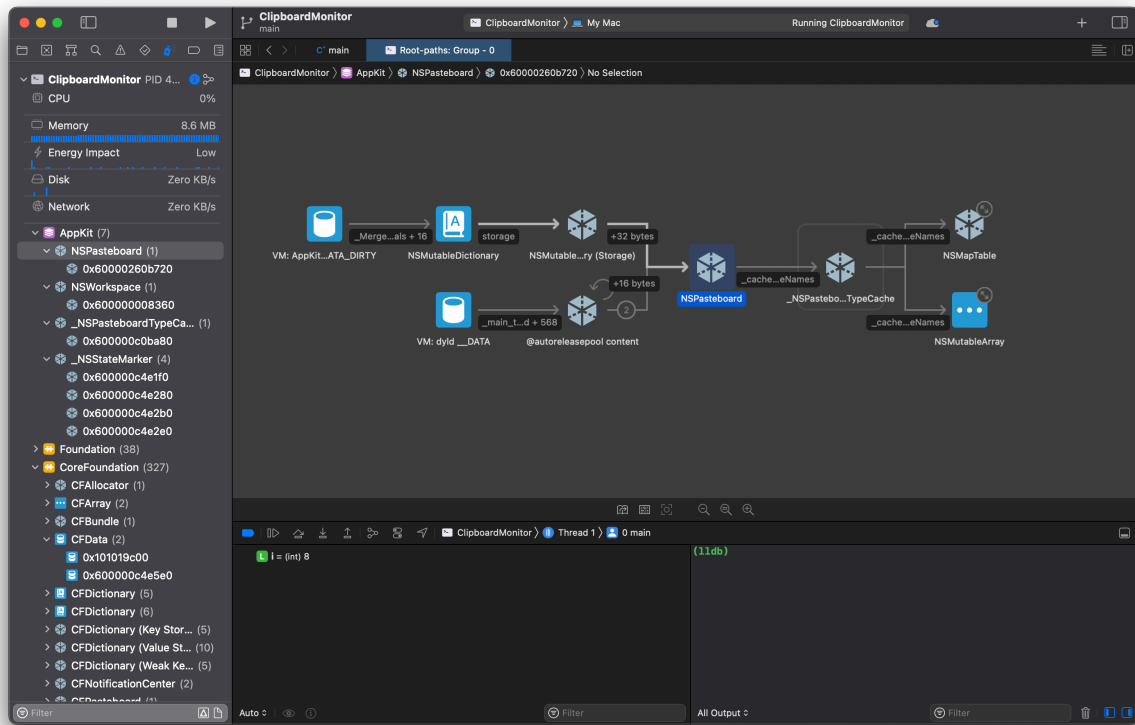 ClipboardMonitor
main
ClipboardMonitor 〉 My Mac
Running ClipboardMonitor
main
Root-paths: Group - 0
ClipboardMonitor 〉 AppKit 〉 NSPasteboard 〉 0x60000260b720 〉 No Selection
ClipboardMonitor PID 4...
CPU 0%
Memory 8.6 MB
Energy Impact Low
Disk Zero KB/s
Network Zero KB/s
AppKit (7)
NSPasteboard (1)
0x60000260b720
NSWorkspace (1)
0x600000008360
_NSPasteboardTypeCa... (1)
0x600000c0ba80
_NSStateMarker (4)
0x600000c4e1f0
0x600000c4e280
0x600000c4e2b0
0x600000c4e2e0
Foundation (38)
CoreFoundation (327)
CFAllocator (1)
CFArray (2)
CFBundle (1)
CFData (2)
0x101019c00
0x600000c4e5e0
CFDictionary (5)
CFDictionary (6)
CFDictionary (Key Stor... (5)
CFDictionary (Value St... (10)
CFDictionary (Weak Ke... (5)
CFNotificationCenter (2)
CFPasteboard (1)
Filter
_Merge...als + 16
storage
+32 bytes
_cache...eNames
VM: AppKit...ATA_DIRTY
NSMutableDictionary
NSMutable...ry (Storage)
NSMapTable
+16 bytes
_cache...eNames
NSPasteboard
_NSPastebo...TypeCache
_main_t...d + 568
2
_cache...eNames
VM: dyld __DATA
@autoreleasepool content
NSMutableArray
ClipboardMonitor 〉 Thread 1 〉 0 main
L i = (int) 8
(lldb)
Auto
Filter
All Output
Filter